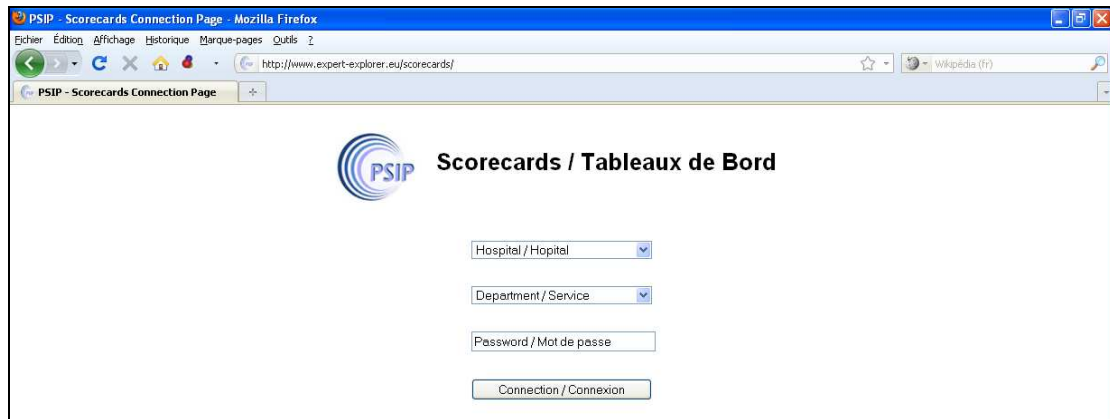 PSIP - Scorecards Connection Page - Mozilla Firefox
Fichier Édition Affichage Historique Marque-pages Outils ?
http://www.expert-explorer.eu/scorecards/ Wikipédia (fr)
PSIP - Scorecards Connection Page
PSIP Scorecards / Tableaux de Bord
Hospital / Hopital
Department / Service
Password / Mot de passe
Connection / Connexion